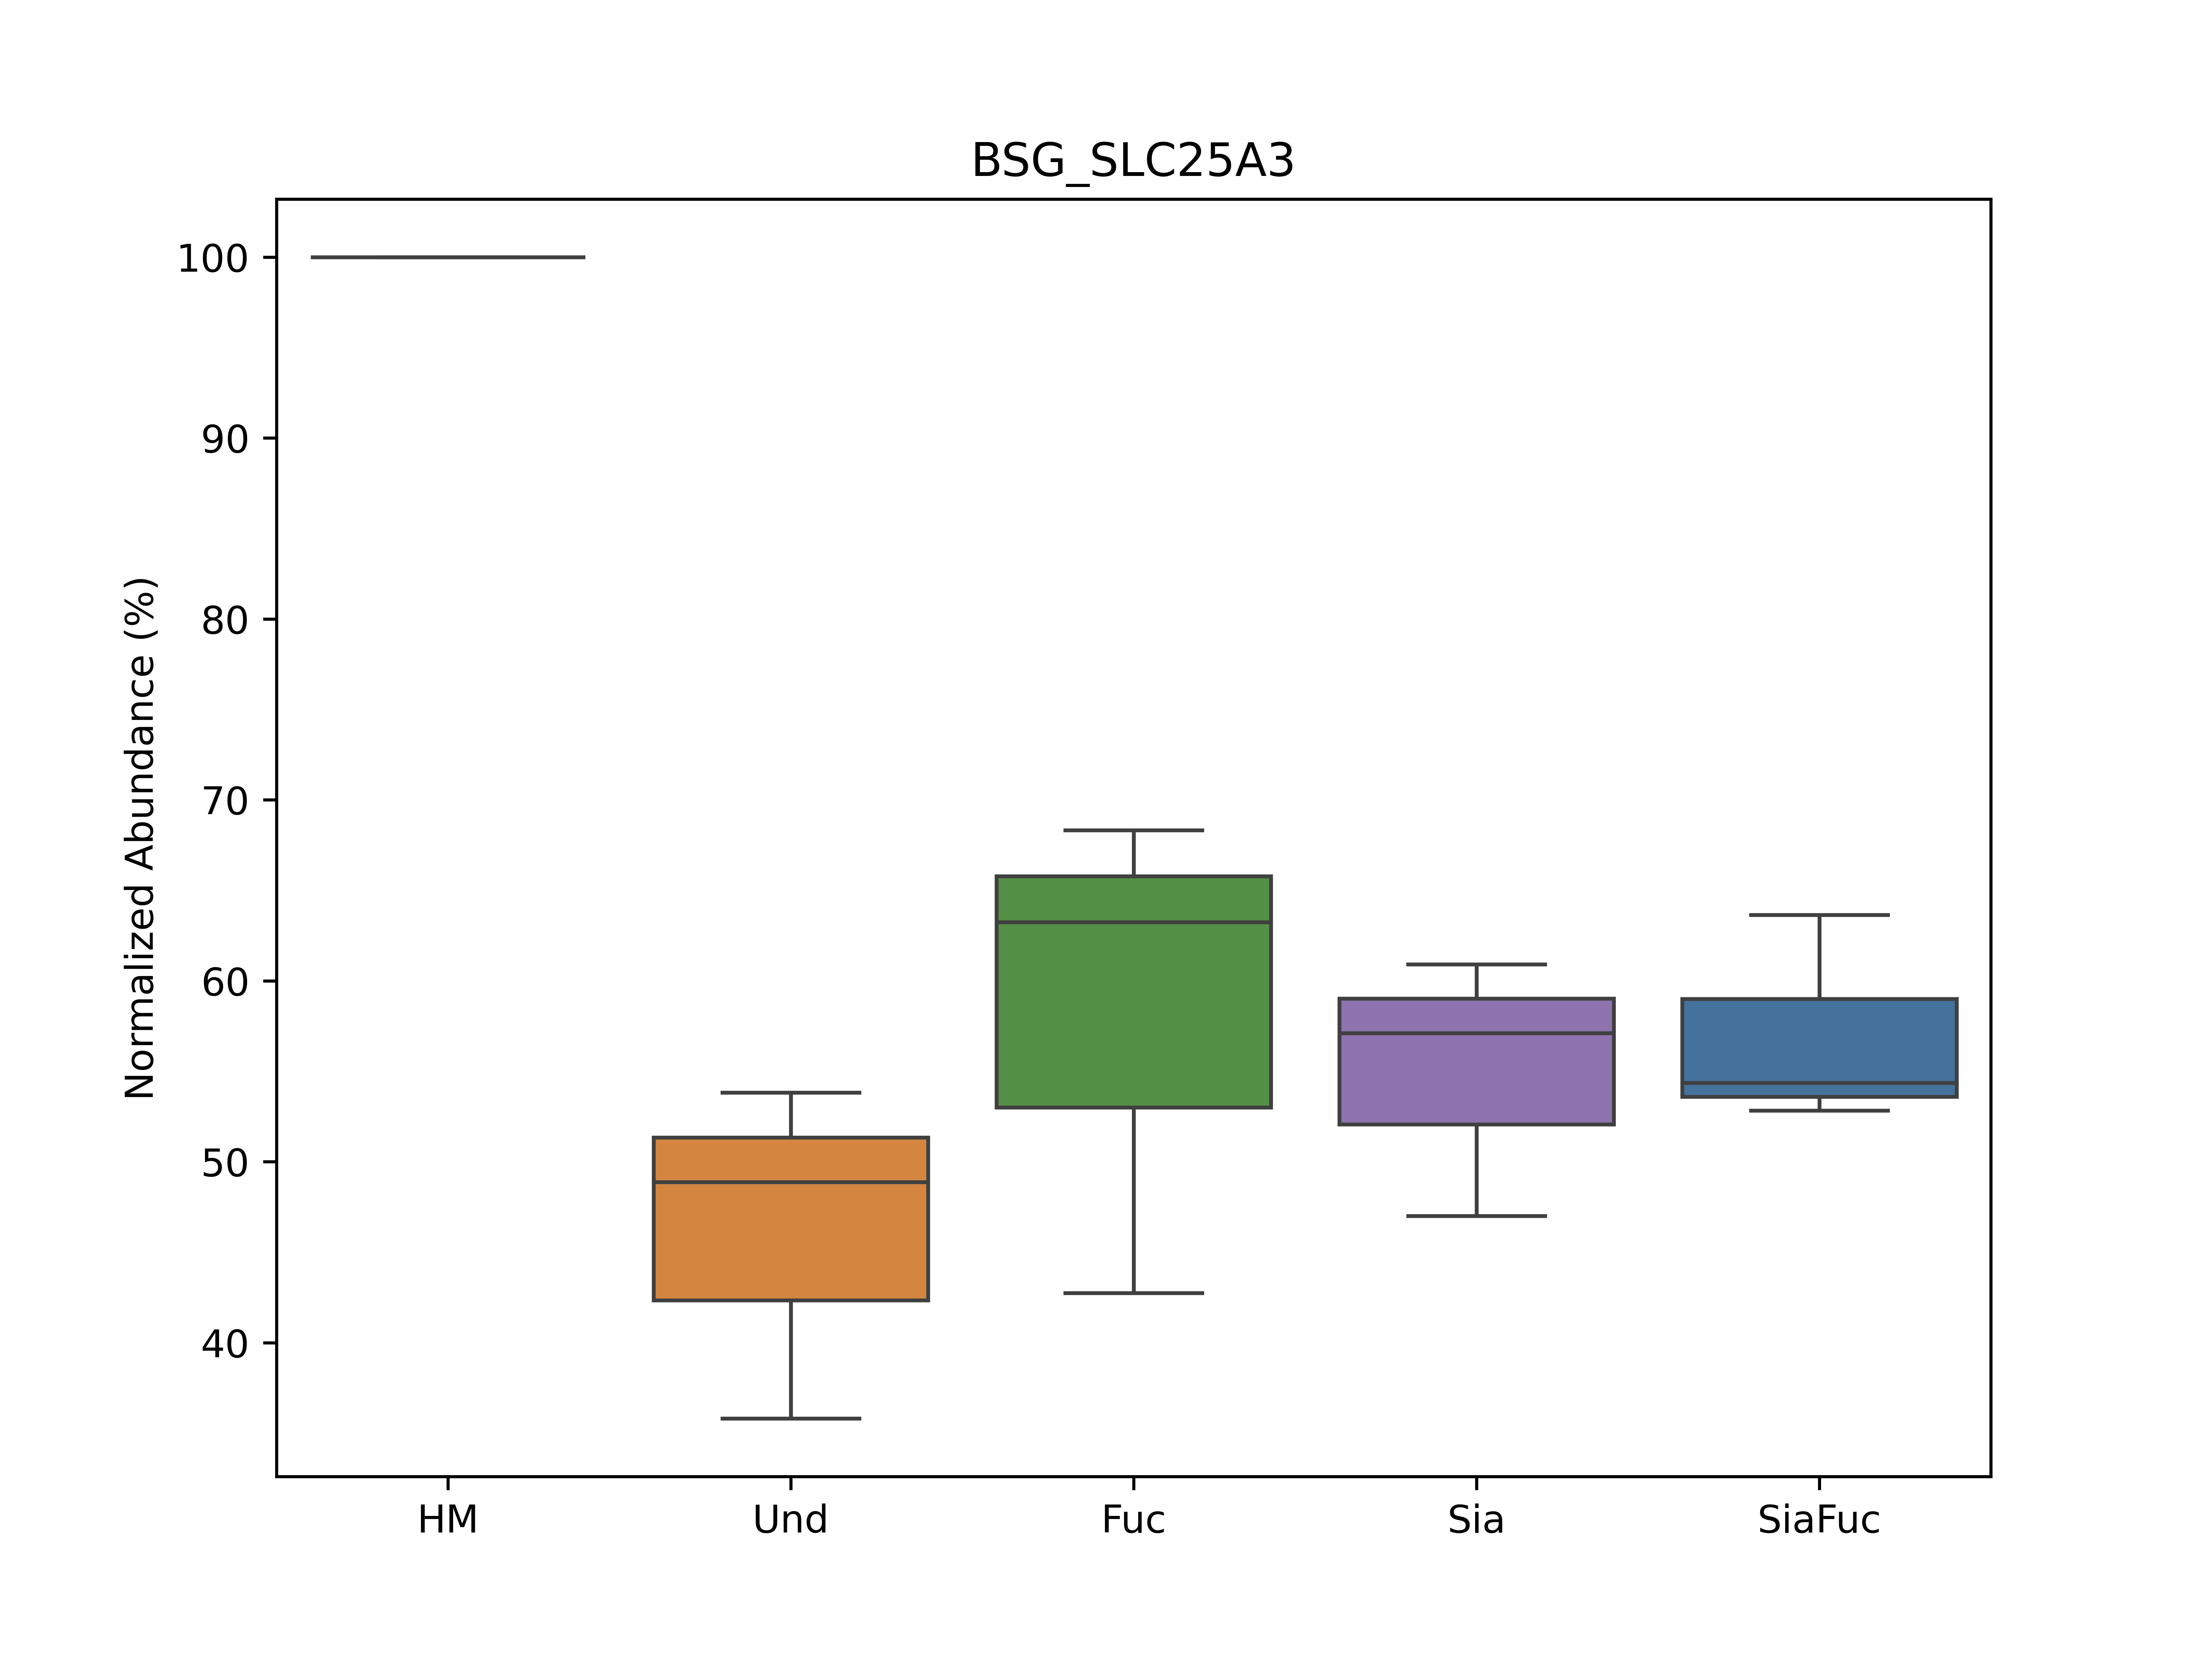 BSG_SLC25A3
Normalized Abundance (%)
100
90
80
70
60
50
40
HM
Und
Fuc
Sia
SiaFuc